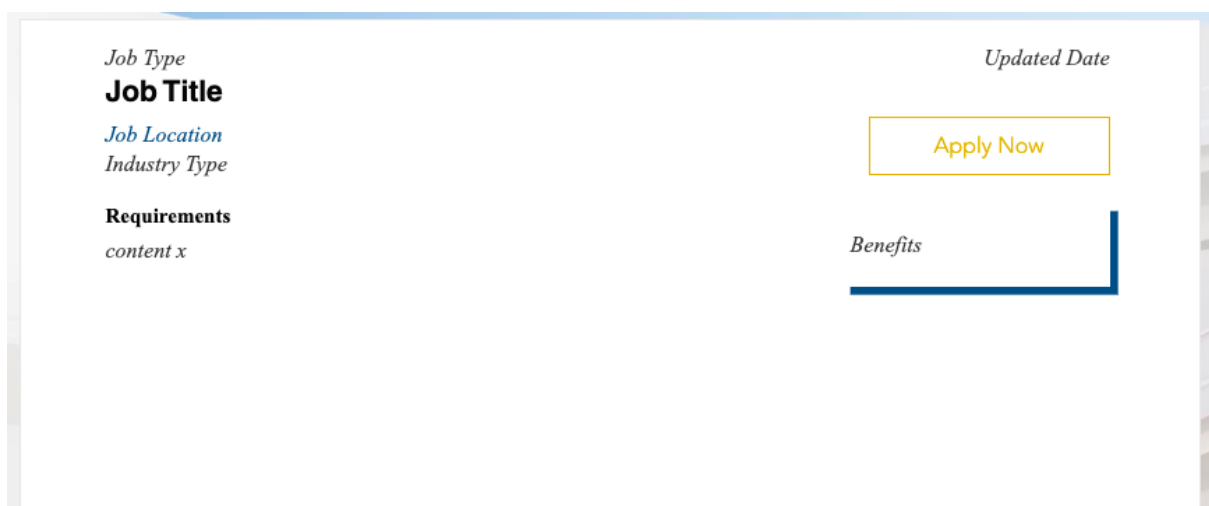 Job Type
Updated Date
Job Title
Job Location
Apply Now
Industry Type
Requirements
content x
Benefits